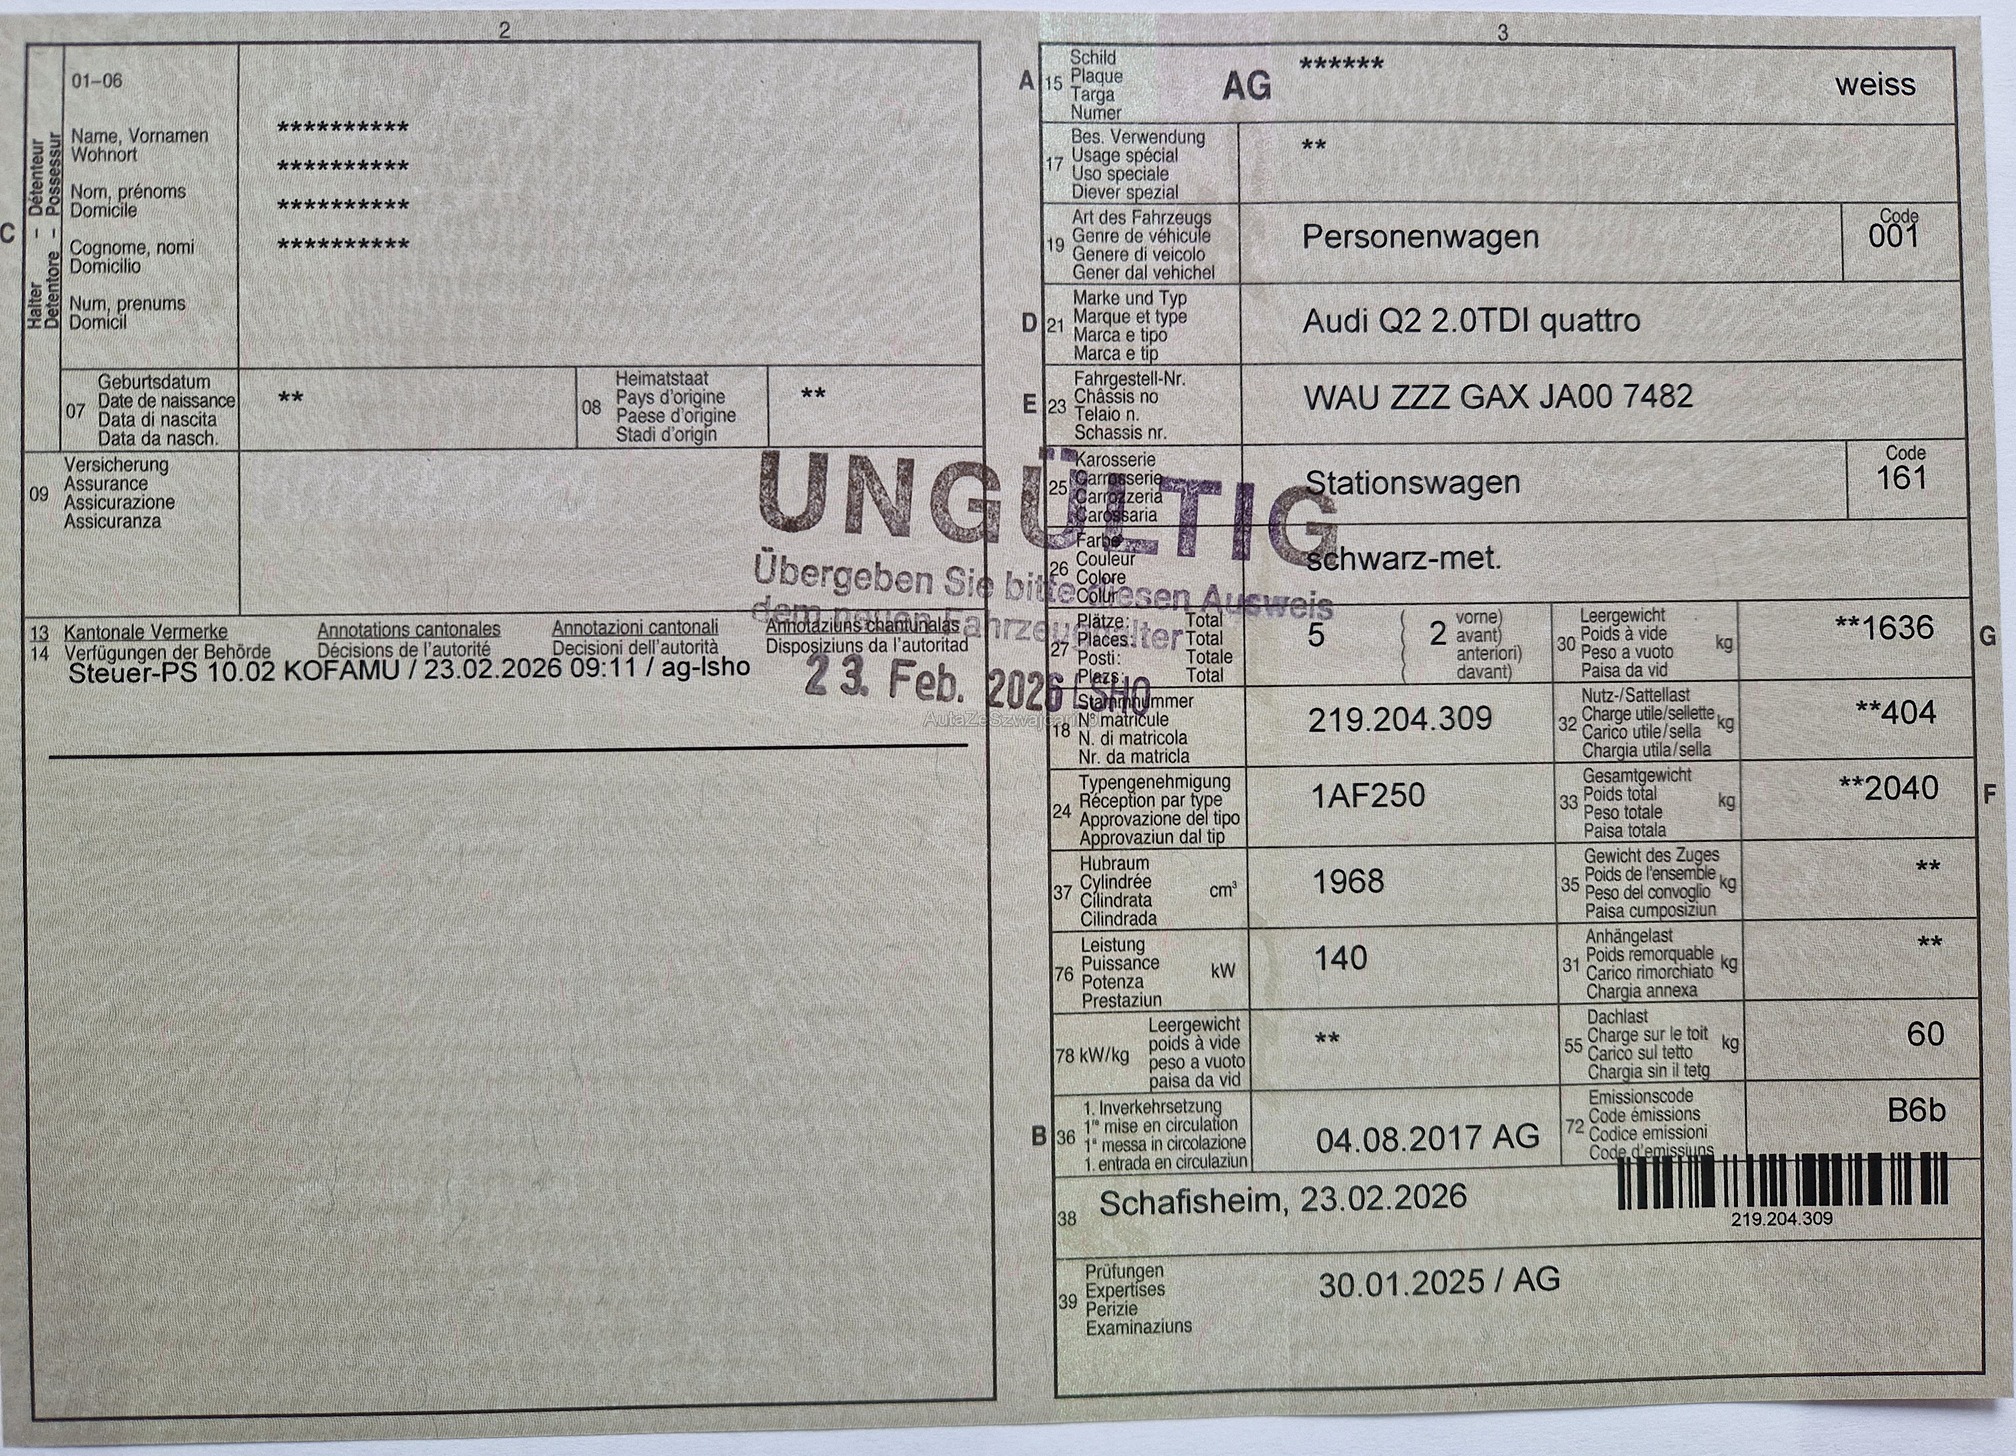 2
01–06
Name, Vornamen
Wohnort
Nom, prénoms
Domicile
Cognome, nomi
Domicilio
Num, prenums
Domicil
**********
**********
**********
**********
C
Halter – Détenteur
Detentore – Possessur
07
Geburtsdatum
Date de naissance
Data di nascita
Data da nasch.
**
08
Heimatstaat
Pays d'origine
Paese d'origine
Stadi d'origin
**
09
Versicherung
Assurance
Assicurazione
Assicuranza
UNGÜLTIG
Übergeben Sie bitte diesen Ausweis
dem neuen Fahrzeughalter
23. Feb. 2026 LSHO
13 Kantonale Vermerke Annotations cantonales Annotazioni cantonali Annotaziuns chantunalas
14 Verfügungen der Behörde Décisions de l'autorité Decisioni dell'autorità Disposiziuns da l'autoritad
Steuer-PS 10.02 KOFAMU / 23.02.2026 09:11 / ag-lsho
3
A
15
Schild
Plaque
Targa
Numer
AG ****** weiss
17
Bes. Verwendung
Usage spécial
Uso speciale
Diever spezial
**
19
Art des Fahrzeugs
Genre de véhicule
Genere di veicolo
Gener dal vehichel
Personenwagen
Code
001
D
21
Marke und Typ
Marque et type
Marca e tipo
Marca e tip
Audi Q2 2.0TDI quattro
E
23
Fahrgestell-Nr.
Châssis no
Telaio n.
Schassis nr.
WAU ZZZ GAX JA00 7482
25
Karosserie
Carrosserie
Carrozzeria
Carossaria
Stationswagen
Code
161
26
Farbe
Couleur
Colore
Colur
schwarz-met.
27
Plätze: Total
Places: Total
Posti: Totale
Plazs: Total
5
2
vorne)
avant)
anteriori)
davant)
30
Leergewicht
Poids à vide
Peso a vuoto
Paisa da vid
kg
**1636
G
18
Stammnummer
N° matricule
N. di matricola
Nr. da matricla
219.204.309
32
Nutz-/Sattellast
Charge utile/sellette
Carico utile/sella
Chargia utila/sella
kg
**404
24
Typengenehmigung
Réception par type
Approvazione del tipo
Approvaziun dal tip
1AF250
33
Gesamtgewicht
Poids total
Peso totale
Paisa totala
kg
**2040
F
37
Hubraum
Cylindrée
Cilindrata
Cilindrada
cm³
1968
35
Gewicht des Zuges
Poids de l'ensemble
Peso del convoglio
Paisa cumposiziun
kg
**
76
Leistung
Puissance
Potenza
Prestaziun
kW
140
31
Anhängelast
Poids remorquable
Carico rimorchiato
Chargia annexa
kg
**
78 kW/kg
Leergewicht
poids à vide
peso a vuoto
paisa da vid
**
55
Dachlast
Charge sur le toit
Carico sul tetto
Chargia sin il tetg
kg
60
B
36
1. Inverkehrsetzung
1re mise en circulation
1a messa in circolazione
1. entrada en circulaziun
04.08.2017 AG
72
Emissionscode
Code émissions
Codice emissioni
Code d'emissiuns
B6b
38
Schafisheim, 23.02.2026
219.204.309
39
Prüfungen
Expertises
Perizie
Examinaziuns
30.01.2025 / AG